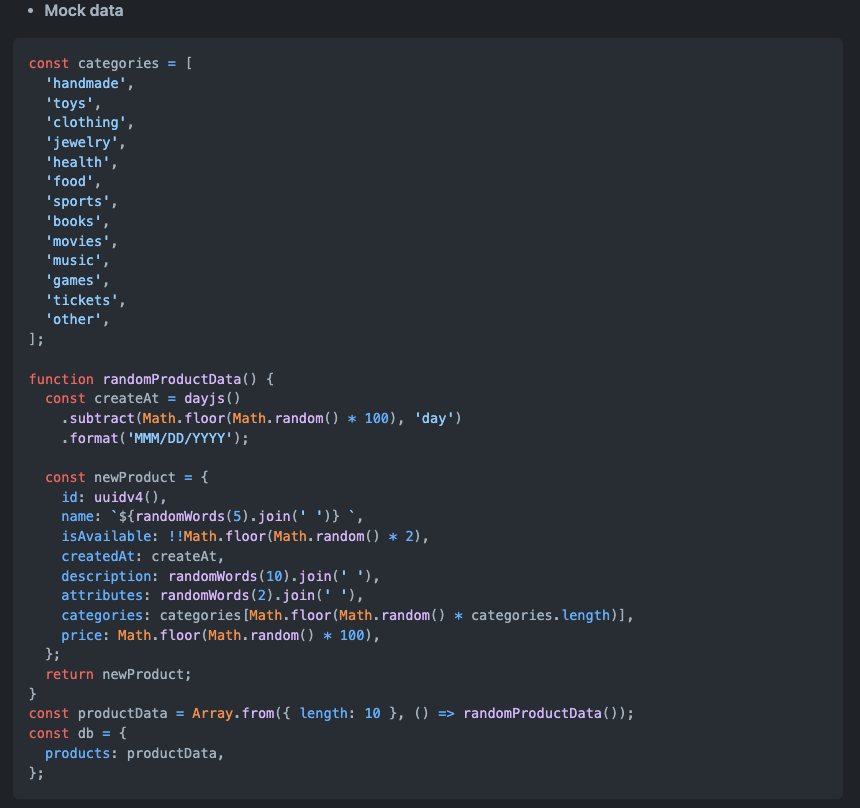 • Mock data
const categories = [
  'handmade',
  'toys',
  'clothing',
  'jewelry',
  'health',
  'food',
  'sports',
  'books',
  'movies',
  'music',
  'games',
  'tickets',
  'other',
];

function randomProductData() {
  const createAt = dayjs()
    .subtract(Math.floor(Math.random() * 100), 'day')
    .format('MMM/DD/YYYY');

  const newProduct = {
    id: uuidv4(),
    name: `${randomWords(5).join(' ')} `,
    isAvailable: !!Math.floor(Math.random() * 2),
    createdAt: createAt,
    description: randomWords(10).join(' '),
    attributes: randomWords(2).join(' '),
    categories: categories[Math.floor(Math.random() * categories.length)],
    price: Math.floor(Math.random() * 100),
  };
  return newProduct;
}
const productData = Array.from({ length: 10 }, () => randomProductData());
const db = {
  products: productData,
};